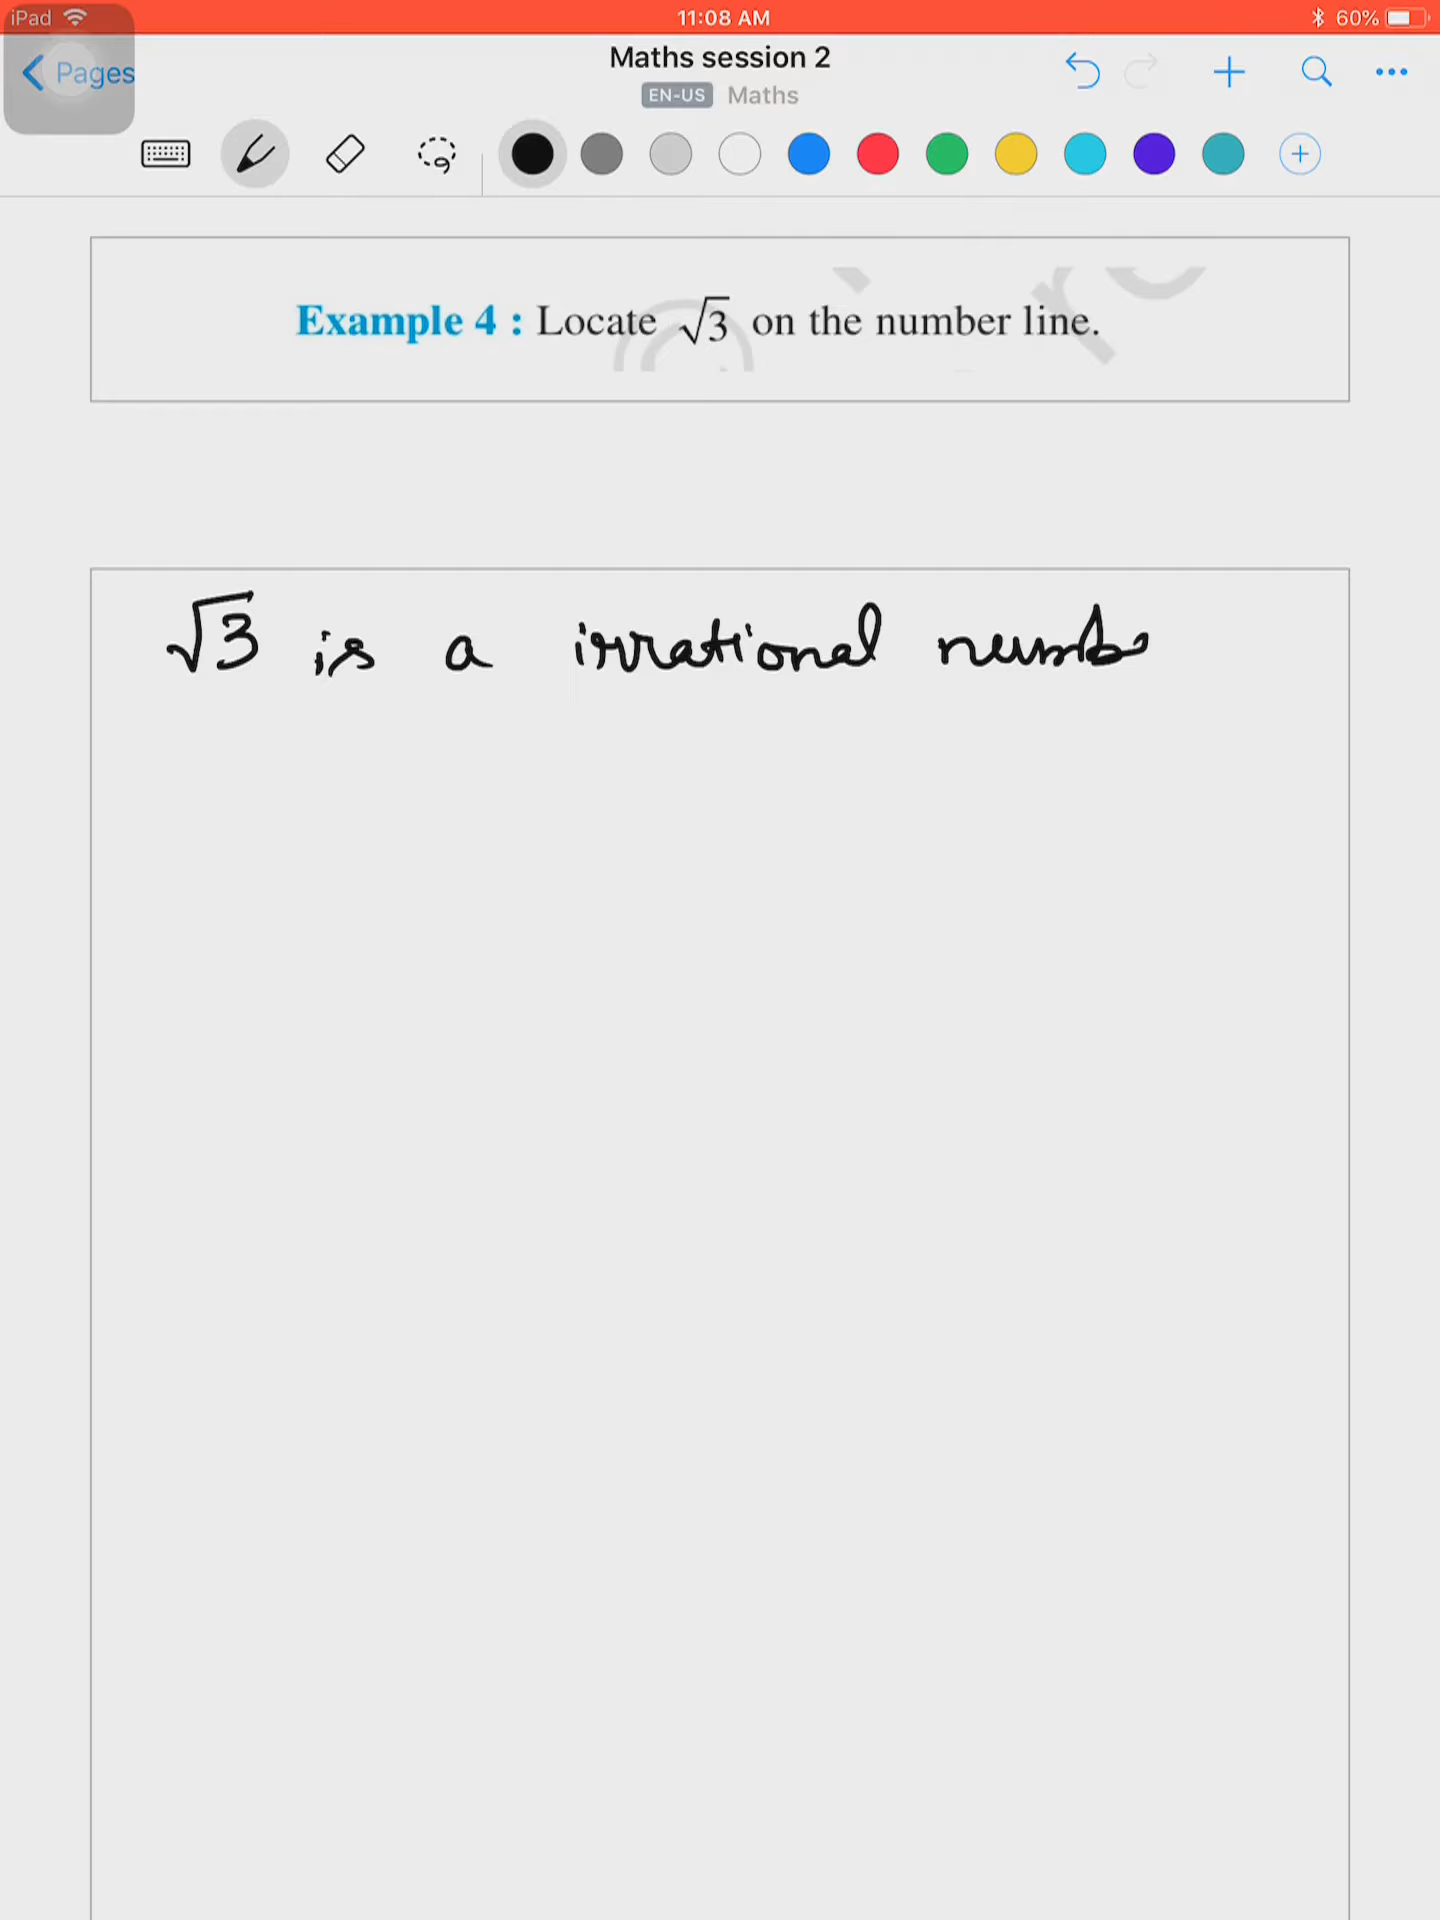 iPad 11:08 AM 60%
Pages Maths session 2
EN-US Maths
Example 4 : Locate √3 on the number line.
√3 is a irrational numbe